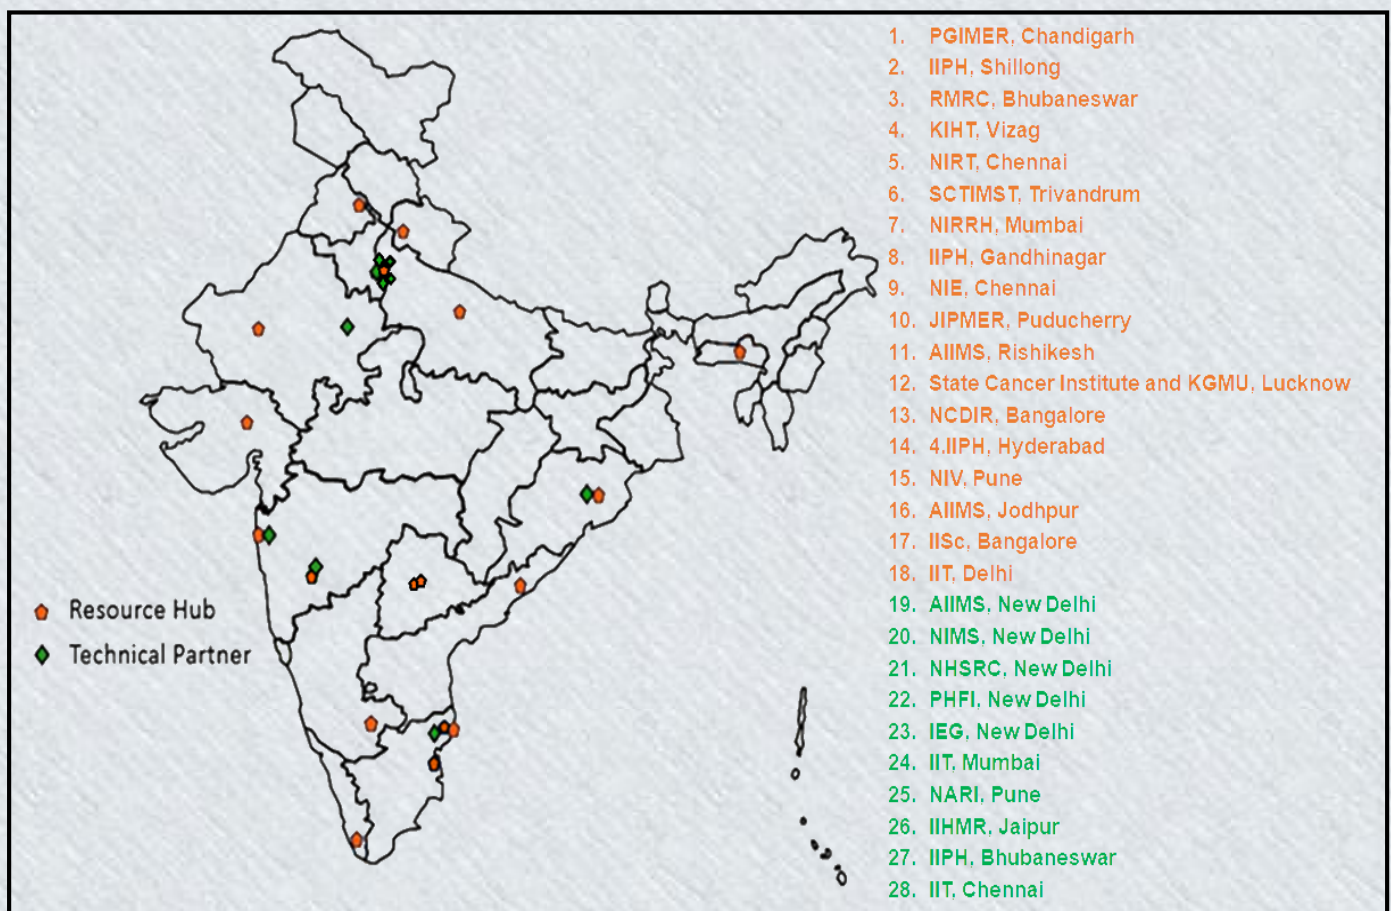 1. PGIMER, Chandigarh
2. IIPH, Shillong
3. RMRC, Bhubaneswar
4. KIHT, Vizag
5. NIRT, Chennai
6. SCTIMST, Trivandrum
7. NIRRH, Mumbai
8. IIPH, Gandhinagar
9. NIE, Chennai
10. JIPMER, Puducherry
11. AIIMS, Rishikesh
12. State Cancer Institute and KGMU, Lucknow
13. NCDIR, Bangalore
14. 4.IIPH, Hyderabad
15. NIV, Pune
16. AIIMS, Jodhpur
17. IISc, Bangalore
18. IIT, Delhi
19. AIIMS, New Delhi
20. NIMS, New Delhi
21. NHSRC, New Delhi
22. PHFI, New Delhi
23. IEG, New Delhi
24. IIT, Mumbai
25. NARI, Pune
26. IIHMR, Jaipur
27. IIPH, Bhubaneswar
28. IIT, Chennai
Resource Hub
Technical Partner